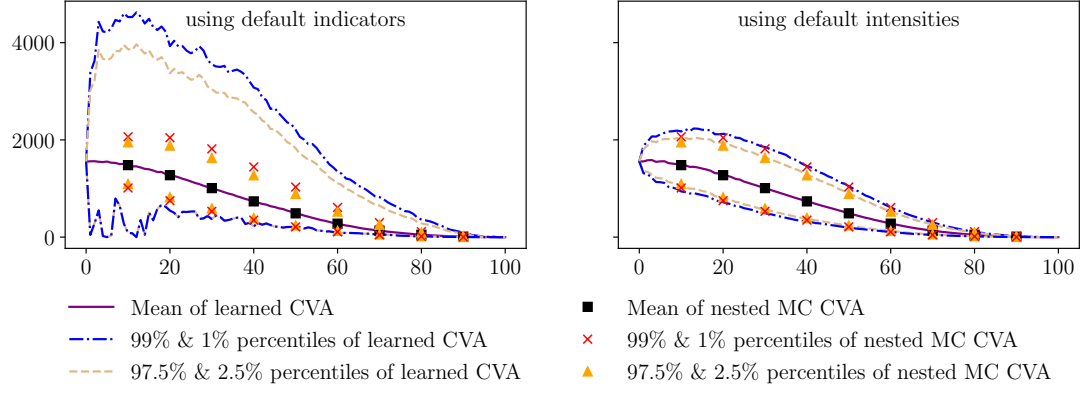 using default indicators
using default intensities
4000
2000
0
0 20 40 60 80 100
0 20 40 60 80 100
Mean of learned CVA
99% & 1% percentiles of learned CVA
97.5% & 2.5% percentiles of learned CVA
Mean of nested MC CVA
99% & 1% percentiles of nested MC CVA
97.5% & 2.5% percentiles of nested MC CVA